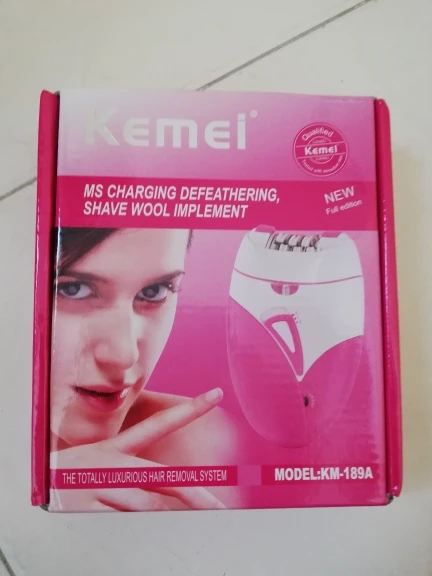 Kemei®
Qualified
Kemei
MS CHARGING DEFEATHERING,
SHAVE WOOL IMPLEMENT
NEW
Full edition
THE TOTALLY LUXURIOUS HAIR REMOVAL SYSTEM
MODEL:KM-189A